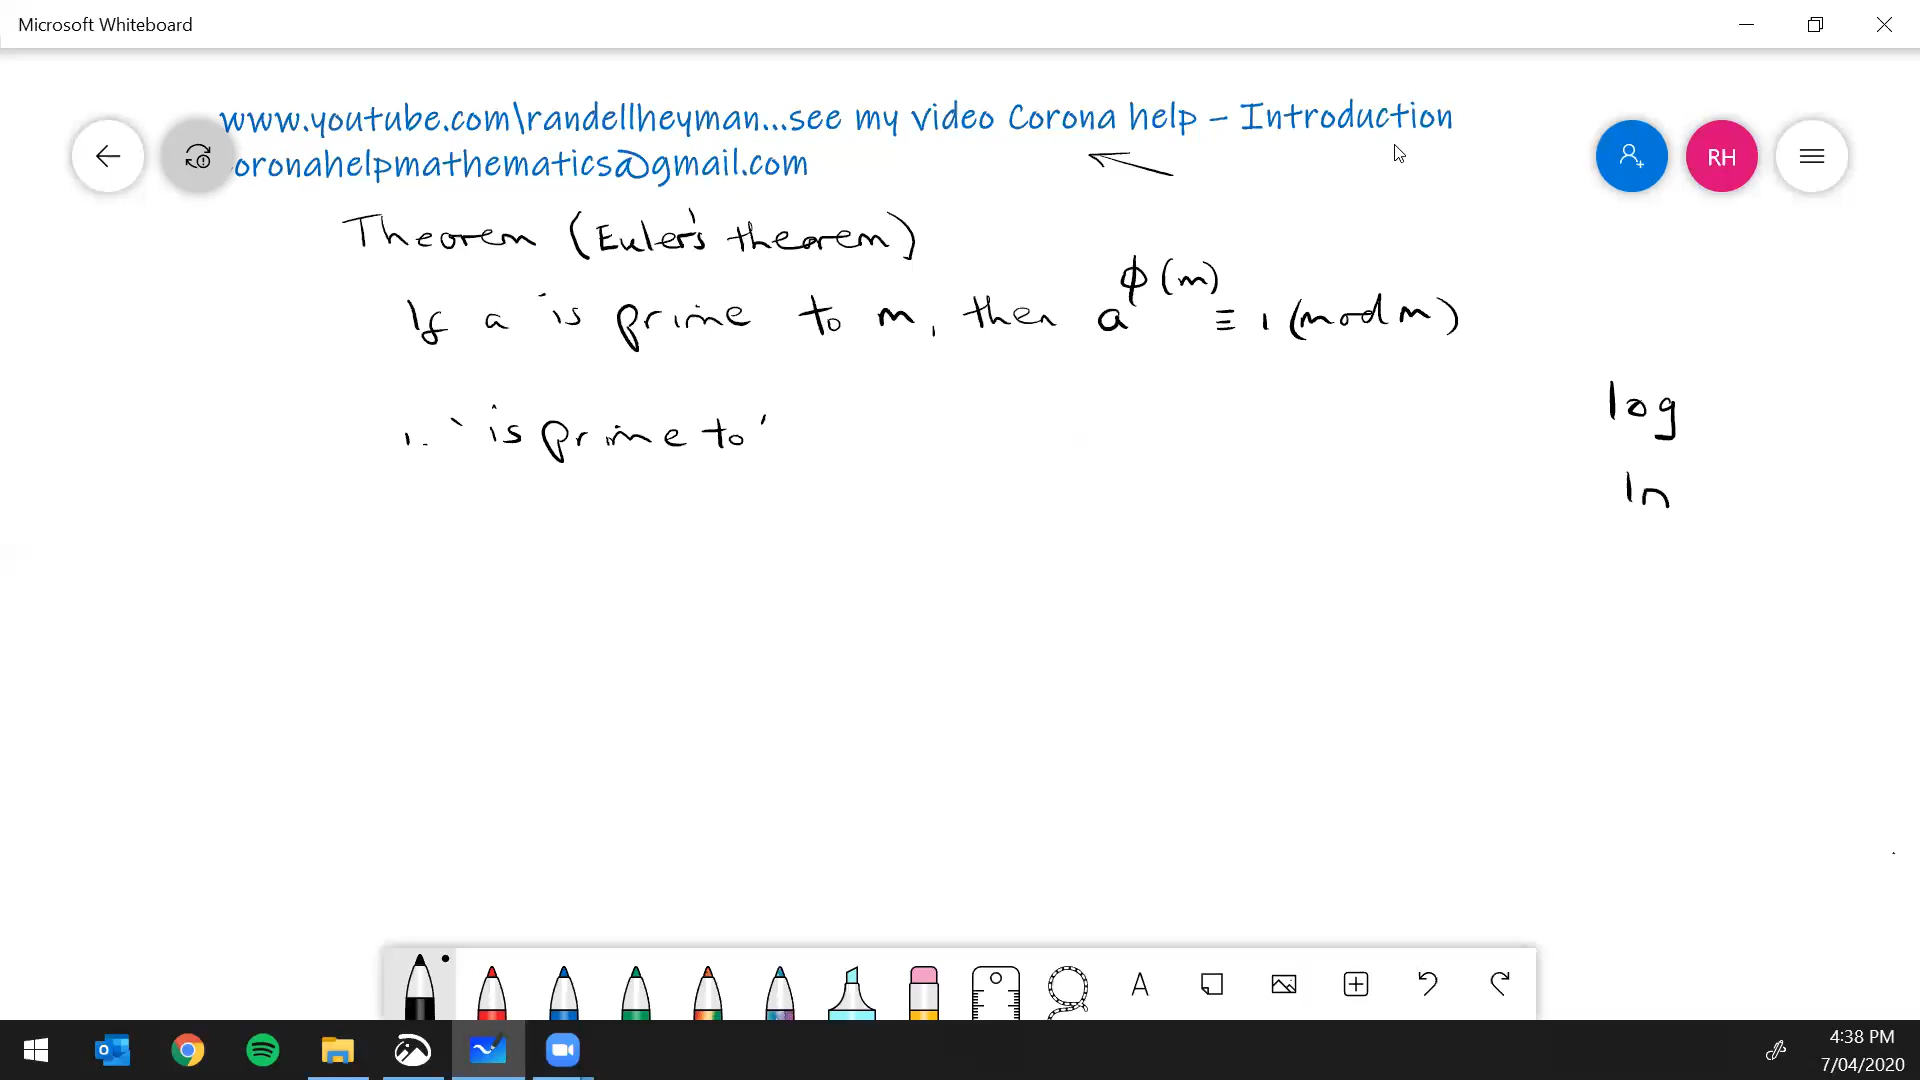 Microsoft Whiteboard
www.youtube.com\randellheyman...see my video Corona help – Introduction
oronahelpmathematics@gmail.com
RH
Theorem (Euler's theorem)
If a is prime to m, then a^ϕ(m) ≡ 1 (mod m)
log
1. ‘is prime to’
ln
A
4:38 PM
7/04/2020